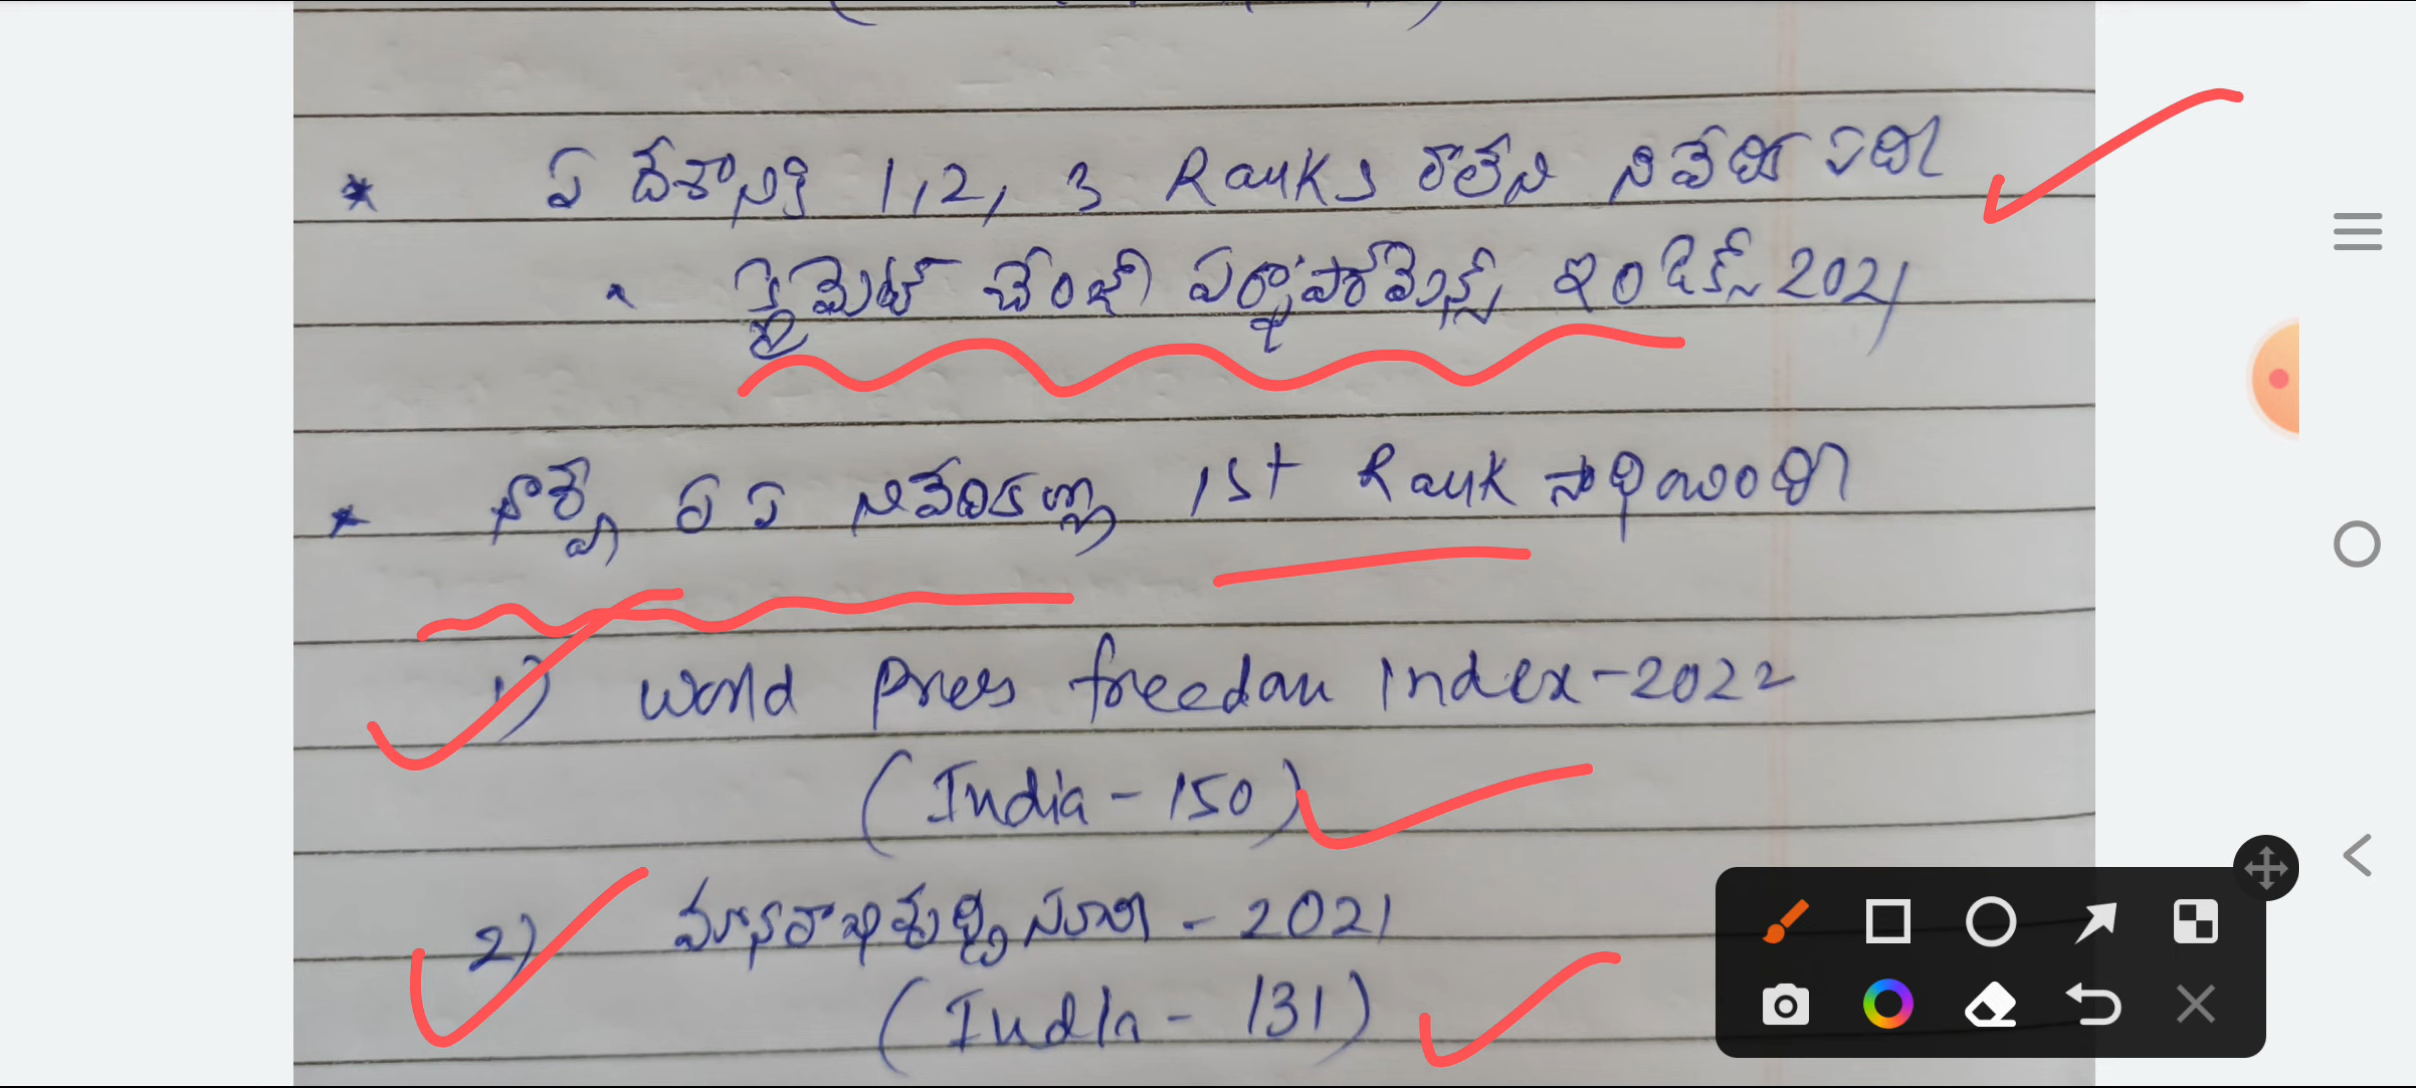 * ఏ దేశానికి 1,2, 3 Ranks రాలేని నివేదిక ఏది
క్లైమేట్ చేంజ్ పర్ఫార్మెన్స్ ఇండెక్స్ 2021
* నార్వే ఏ ఏ నివేదికల్లో 1st Rank సాధించింది
1) World Press freedom Index-2022
(India - 150)
2) మానవాభివృద్ధి సూచీ - 2021
(India - 131)